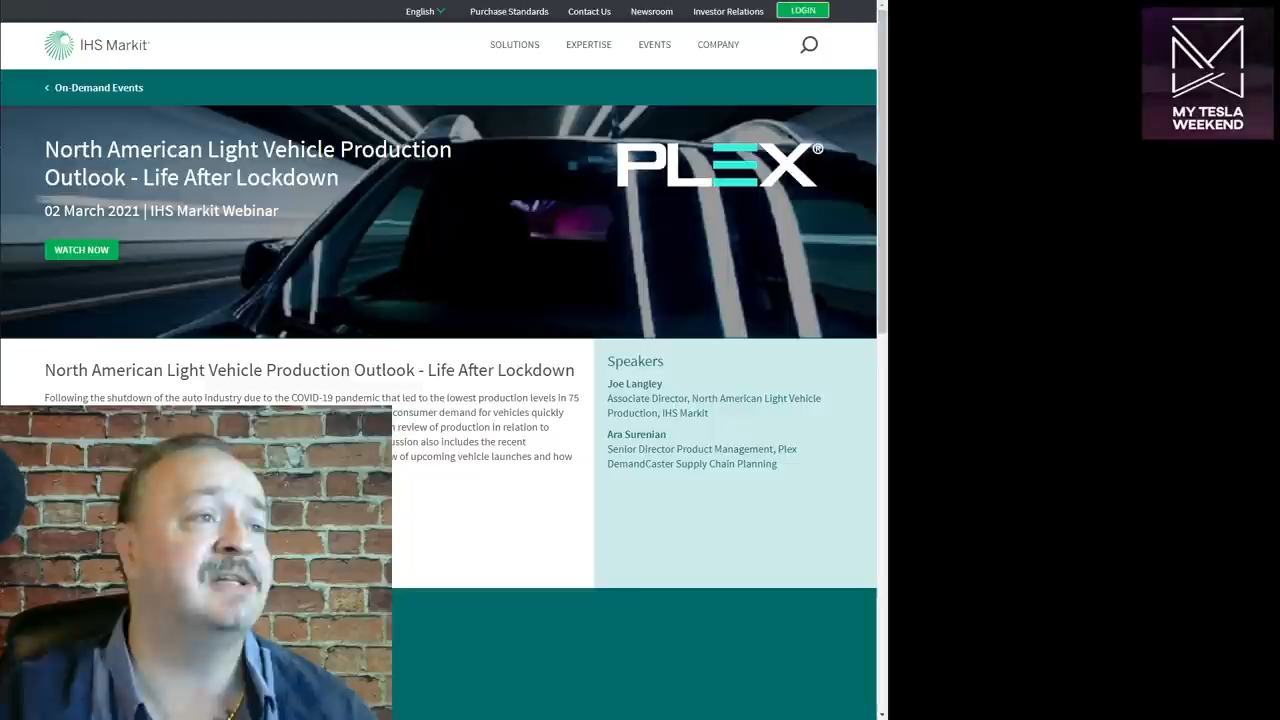 English
Purchase Standards
Contact Us
Newsroom
Investor Relations
LOGIN
IHS Markit
SOLUTIONS
EXPERTISE
EVENTS
COMPANY
MY TESLA
WEEKEND
‹ On-Demand Events
North American Light Vehicle Production
Outlook - Life After Lockdown
PLEX®
02 March 2021 | IHS Markit Webinar
WATCH NOW
North American Light Vehicle Production Outlook - Life After Lockdown
Following the shutdown of the auto industry due to the COVID-19 pandemic that led to the lowest production levels in 75
consumer demand for vehicles quickly
review of production in relation to
ussion also includes the recent
w of upcoming vehicle launches and how
Speakers
Joe Langley
Associate Director, North American Light Vehicle
Production, IHS Markit
Ara Surenian
Senior Director Product Management, Plex
DemandCaster Supply Chain Planning